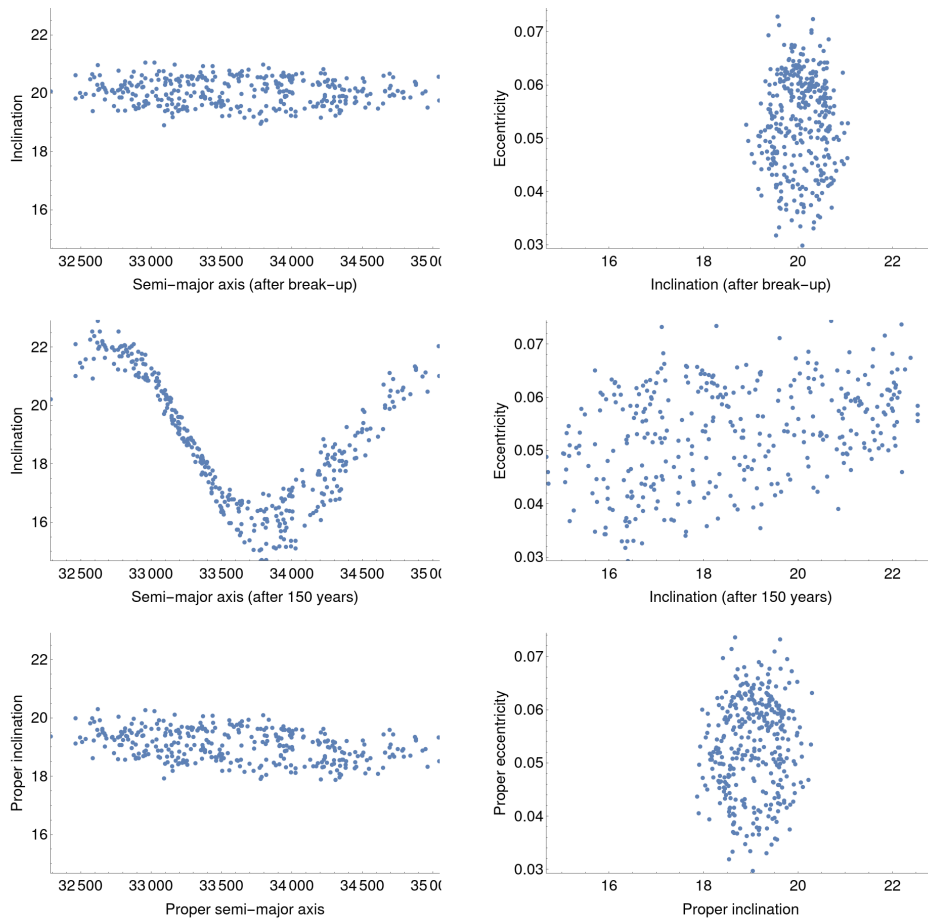 22
20
18
16
Inclination
32 500 33 000 33 500 34 000 34 500 35 00
Semi-major axis (after break-up)
0.07
0.06
0.05
0.04
0.03
Eccentricity
16 18 20 22
Inclination (after break-up)
22
20
18
16
Inclination
32 500 33 000 33 500 34 000 34 500 35 00
Semi-major axis (after 150 years)
0.07
0.06
0.05
0.04
0.03
Eccentricity
16 18 20 22
Inclination (after 150 years)
22
20
18
16
Proper inclination
32 500 33 000 33 500 34 000 34 500 35 00
Proper semi-major axis
0.07
0.06
0.05
0.04
0.03
Proper eccentricity
16 18 20 22
Proper inclination